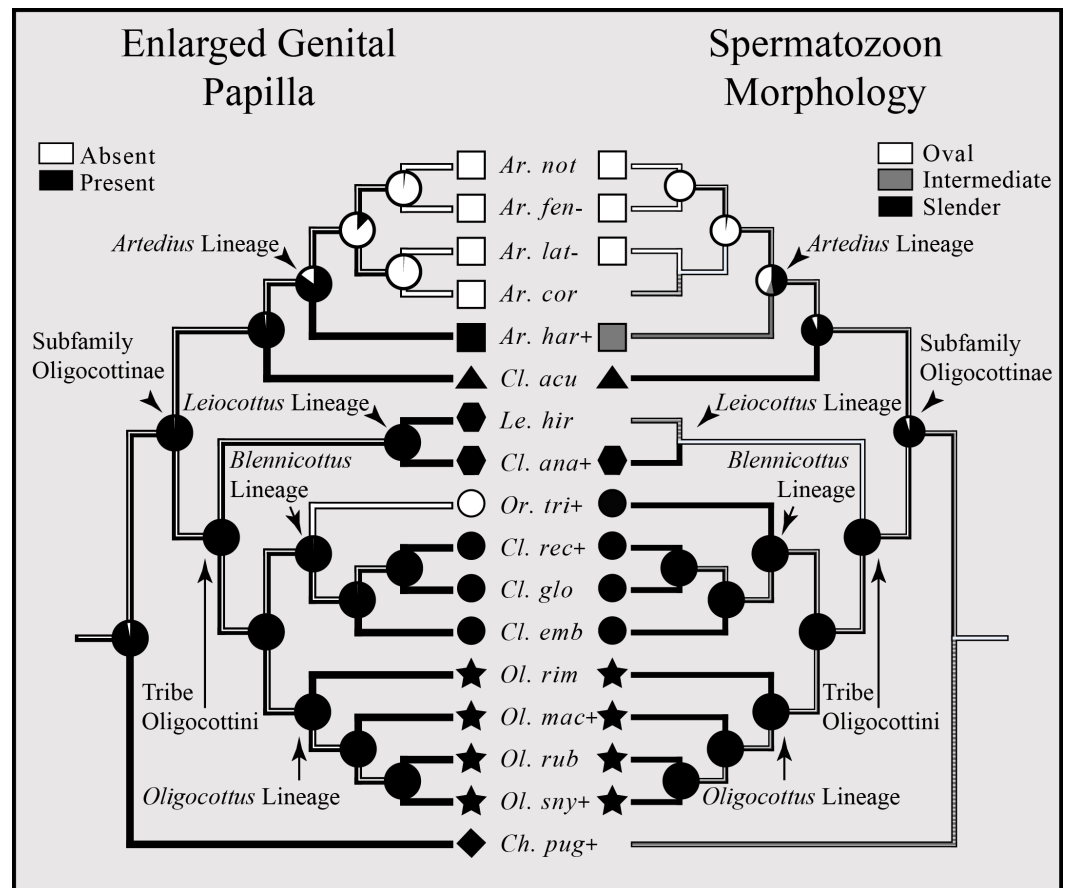 Enlarged Genital
Papilla
Spermatozoon
Morphology
Absent
Present
Oval
Intermediate
Slender
Ar. not
Ar. fen-
Ar. lat-
Ar. cor
Ar. har+
Cl. acu
Le. hir
Cl. ana+
Or. tri+
Cl. rec+
Cl. glo
Cl. emb
Ol. rim
Ol. mac+
Ol. rub
Ol. sny+
Ch. pug+
Artedius Lineage
Subfamily
Oligocottinae
Leiocottus Lineage
Blennicottus
Lineage
Tribe
Oligocottini
Oligocottus Lineage
Artedius Lineage
Subfamily
Oligocottinae
Leiocottus Lineage
Blennicottus
Lineage
Tribe
Oligocottini
Oligocottus Lineage